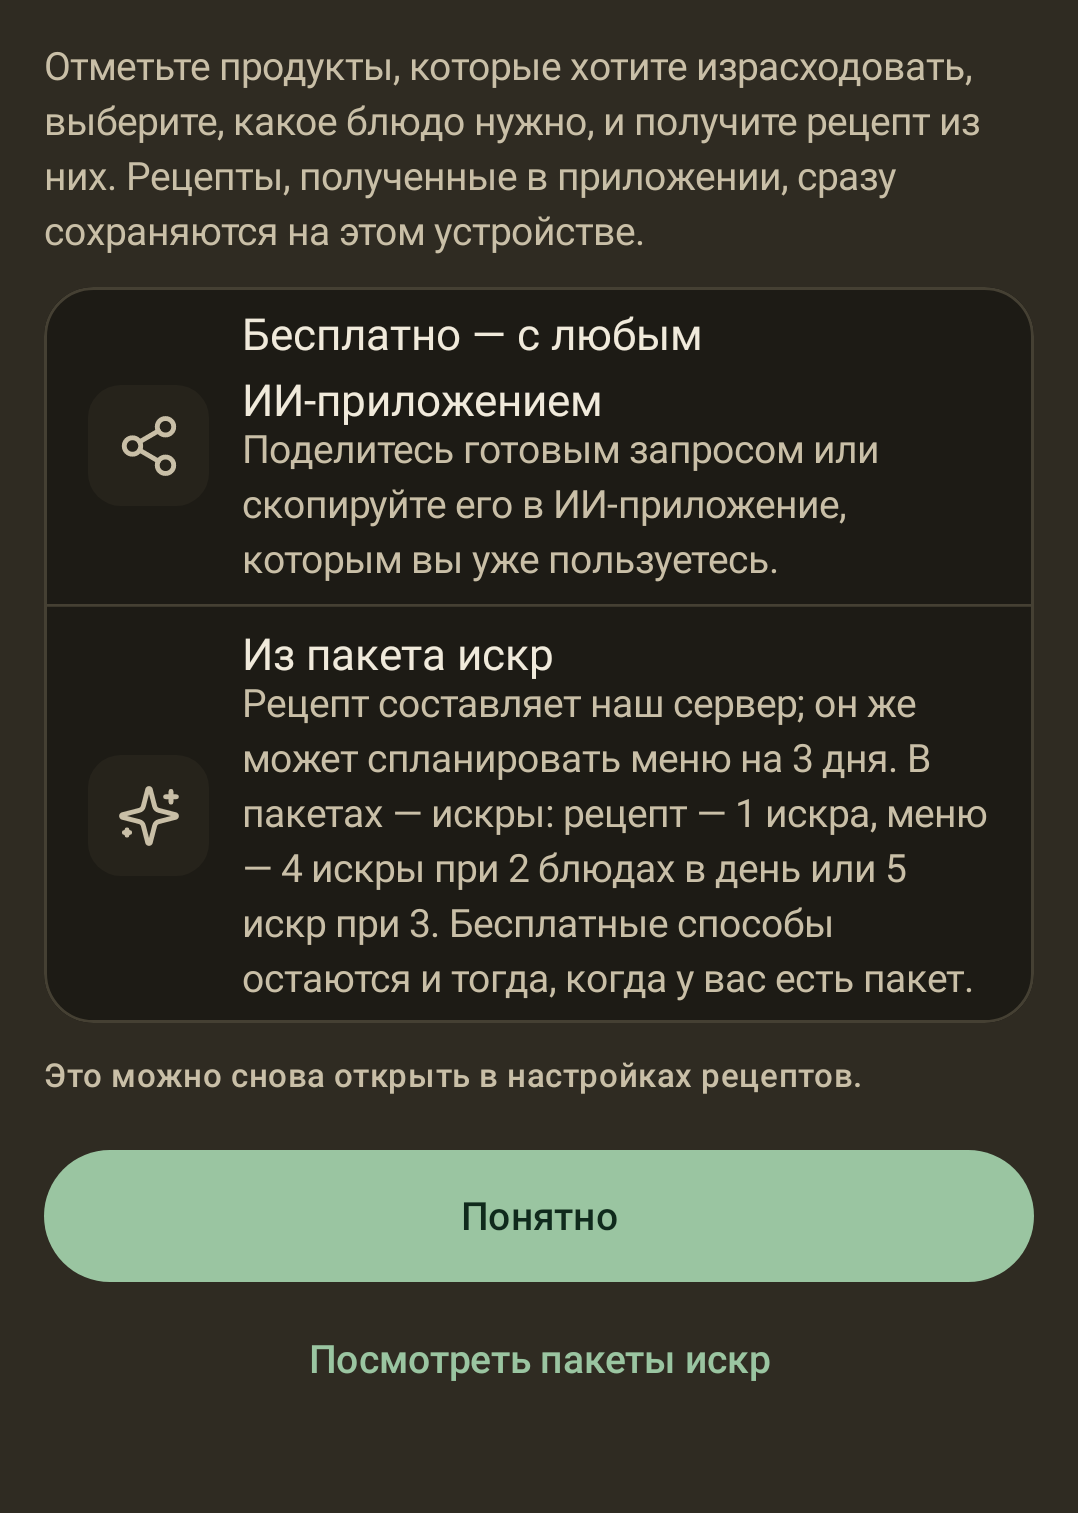 Отметьте продукты, которые хотите израсходовать,
выберите, какое блюдо нужно, и получите рецепт из
них. Рецепты, полученные в приложении, сразу
сохраняются на этом устройстве.
Бесплатно — с любым
ИИ-приложением
Поделитесь готовым запросом или
скопируйте его в ИИ-приложение,
которым вы уже пользуетесь.
Из пакета искр
Рецепт составляет наш сервер; он же
может спланировать меню на 3 дня. В
пакетах — искры: рецепт — 1 искра, меню
— 4 искры при 2 блюдах в день или 5
искр при 3. Бесплатные способы
остаются и тогда, когда у вас есть пакет.
Это можно снова открыть в настройках рецептов.
Понятно
Посмотреть пакеты искр